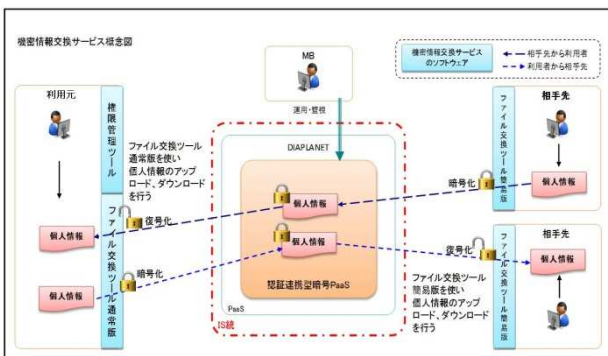 機密情報交換サービス概念図
機密情報交換サービス
のソフトウェア
相手先から利用者
利用者から相手先
MB
運用・監視
利用元
権限管理ツール
ファイル交換ツール
通常版を使い
個人情報のアップ
ロード、ダウンロード
を行う
ファイル交換ツール通常版
個人情報
復号化
個人情報
暗号化
DIAPLANET
個人情報
個人情報
認証連携型暗号PaaS
PaaS
IS統
相手先
ファイル交換ツール簡易版
暗号化
個人情報
相手先
ファイル交換ツール簡易版
復号化
個人情報
ファイル交換ツール
簡易版を使い
個人情報のアップ
ロード、ダウンロード
を行う